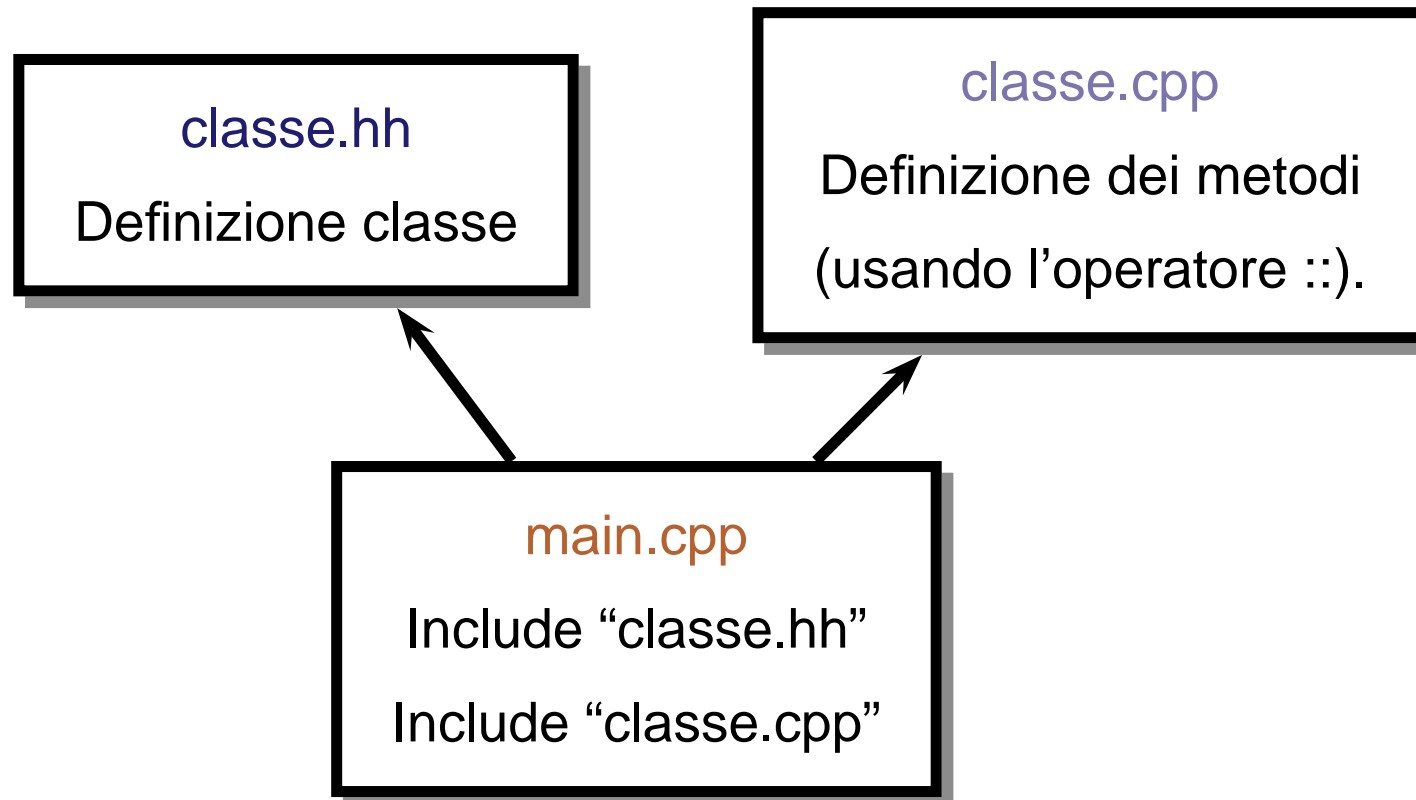 classe.hh
Definizione classe
classe.cpp
Definizione dei metodi
(usando l’operatore ::).
main.cpp
Include “classe.hh”
Include “classe.cpp”